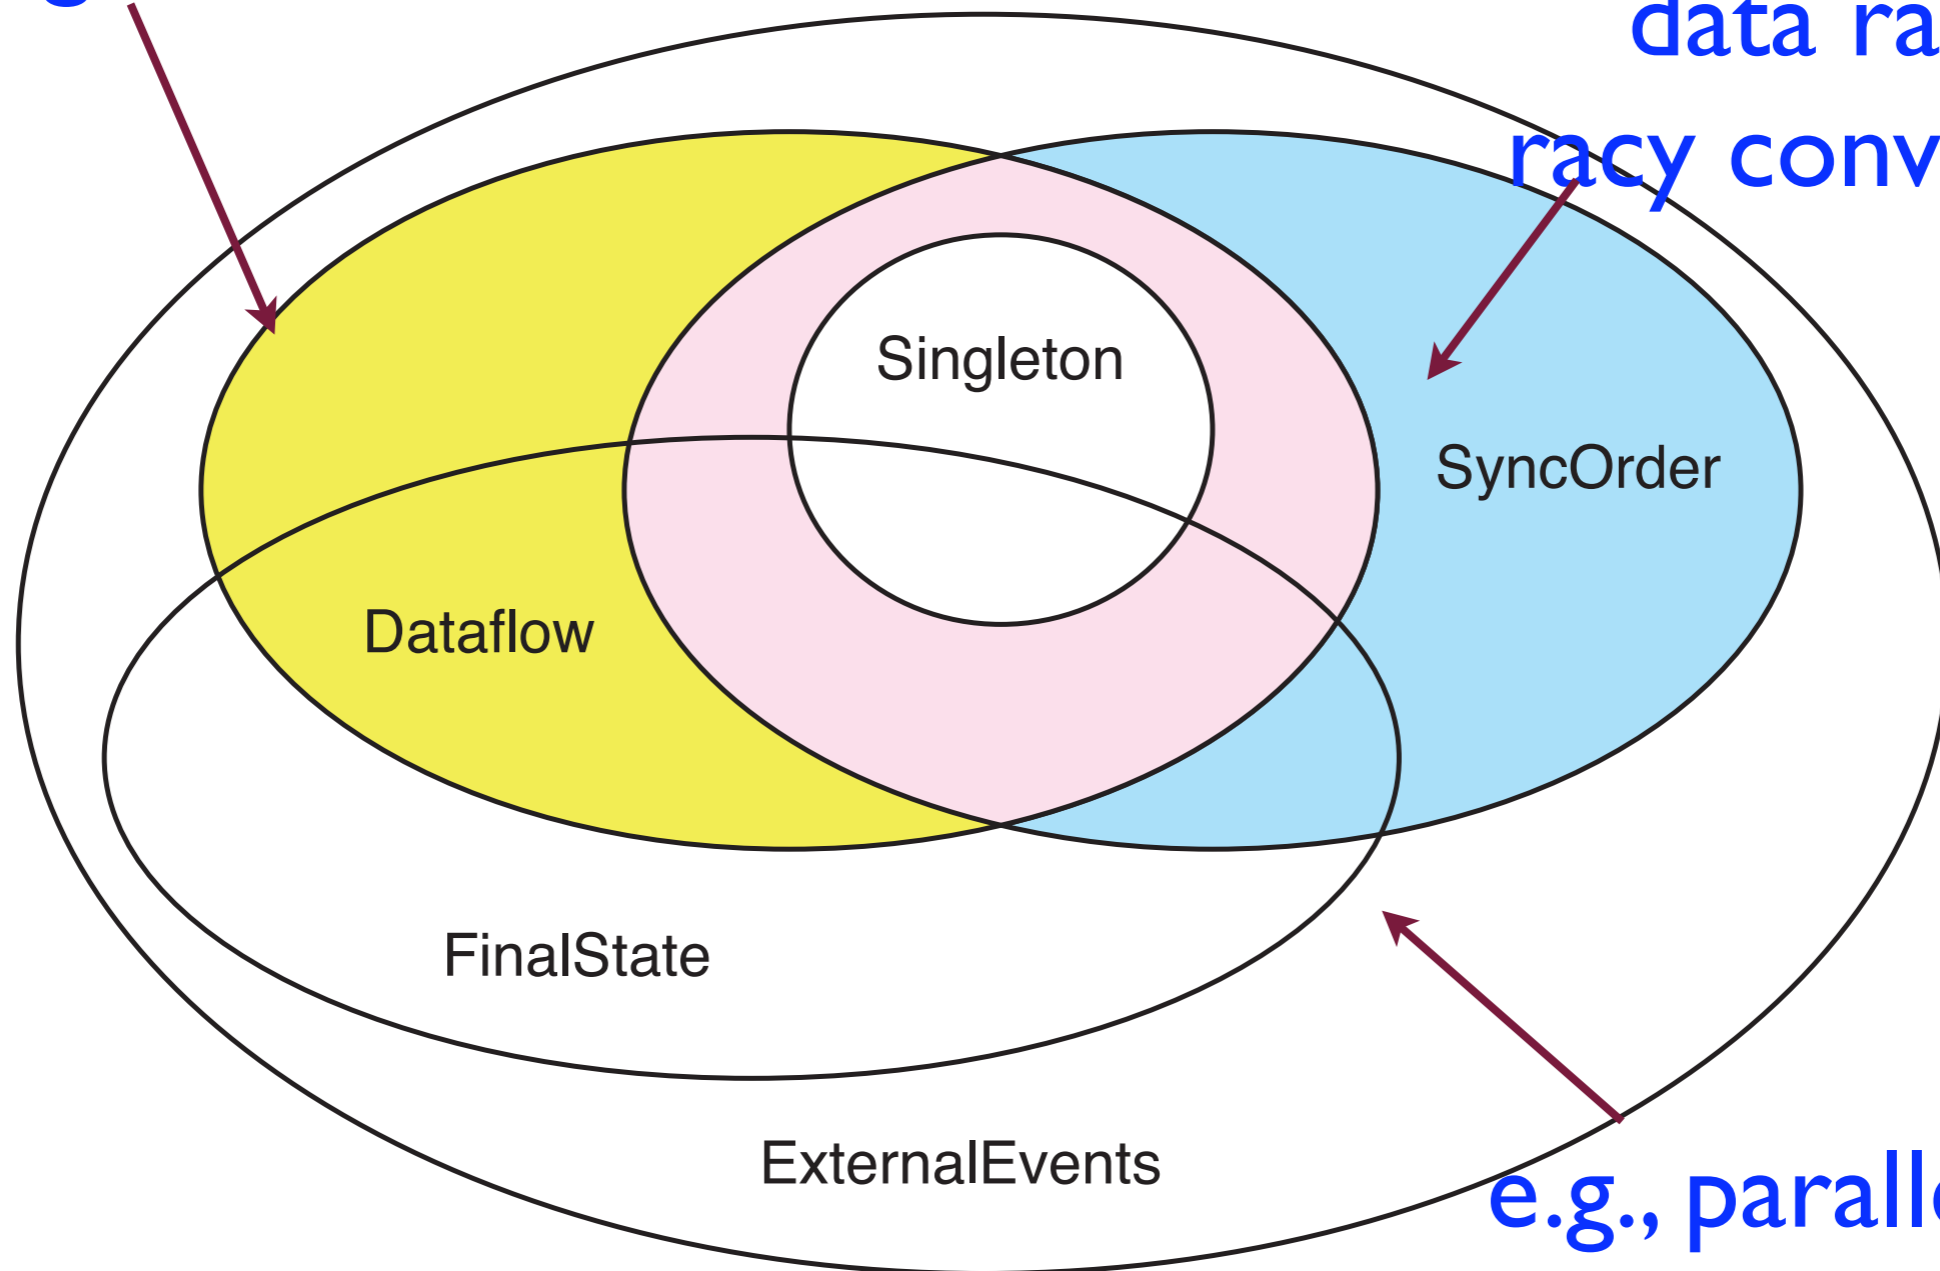 data ra
racy conv
Singleton
SyncOrder
Dataflow
FinalState
ExternalEvents
e.g., paralle